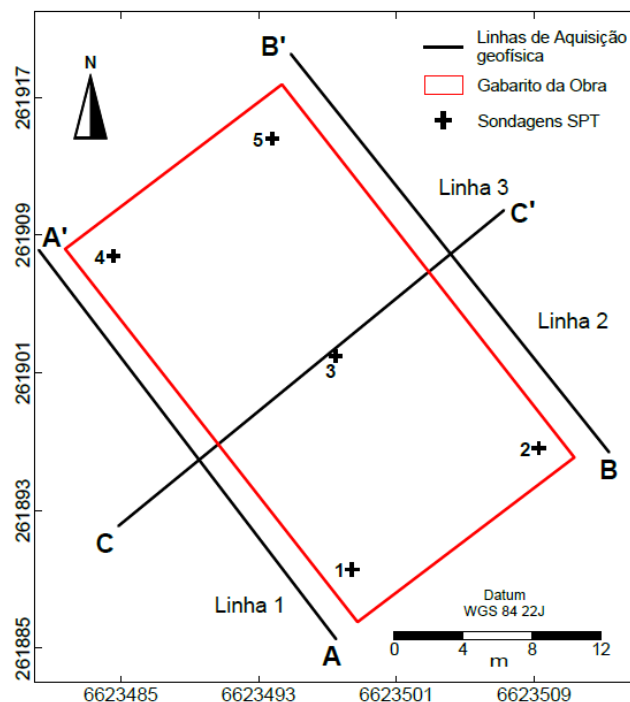 B'
Linhas de Aquisição
geofísica
Gabarito da Obra
Sondagens SPT
N
261917
261909
261901
261893
261885
5
Linha 3
C'
A'
4
Linha 2
3
2
B
C
1
Linha 1
A
Datum
WGS 84 22J
0 4 8 12
m
6623485 6623493 6623501 6623509